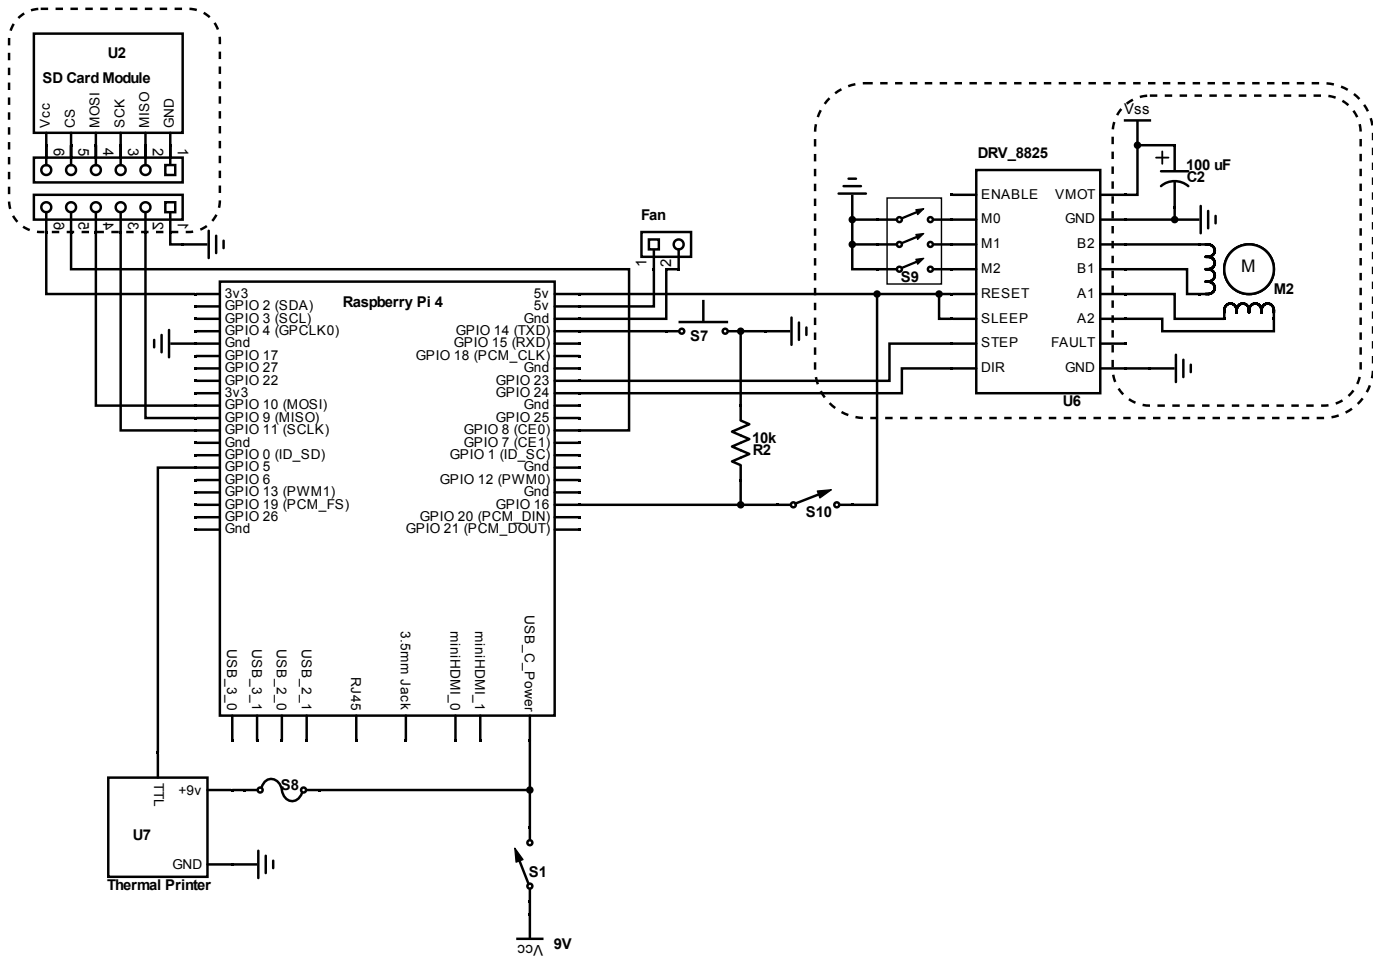 U2
SD Card Module
Vcc
CS
MOSI
SCK
MISO
GND
6
5
4
3
2
1
6
5
4
3
2
1
Fan
1
2
Raspberry Pi 4
3v3
GPIO 2 (SDA)
GPIO 3 (SCL)
GPIO 4 (GPCLK0)
Gnd
GPIO 17
GPIO 27
GPIO 22
3v3
GPIO 10 (MOSI)
GPIO 9 (MISO)
GPIO 11 (SCLK)
Gnd
GPIO 0 (ID_SD)
GPIO 5
GPIO 6
GPIO 13 (PWM1)
GPIO 19 (PCM_FS)
GPIO 26
Gnd
5v
5v
Gnd
GPIO 14 (TXD)
GPIO 15 (RXD)
GPIO 18 (PCM_CLK)
Gnd
GPIO 23
GPIO 24
Gnd
GPIO 25
GPIO 8 (CE0)
GPIO 7 (CE1)
GPIO 1 (ID_SC)
Gnd
GPIO 12 (PWM0)
Gnd
GPIO 16
GPIO 20 (PCM_DIN)
GPIO 21 (PCM_DOUT)
USB_3_0
USB_3_1
USB_2_0
USB_2_1
RJ45
3.5mm Jack
miniHDMI_0
miniHDMI_1
USB_C_Power
S7
10k
R2
S10
DRV_8825
ENABLE
M0
M1
M2
RESET
SLEEP
STEP
DIR
VMOT
GND
B2
B1
A1
A2
FAULT
GND
U6
S9
Vss
+
100 uF
C2
M
M2
TTL
+9v
U7
GND
Thermal Printer
S8
S1
Vcc
9V